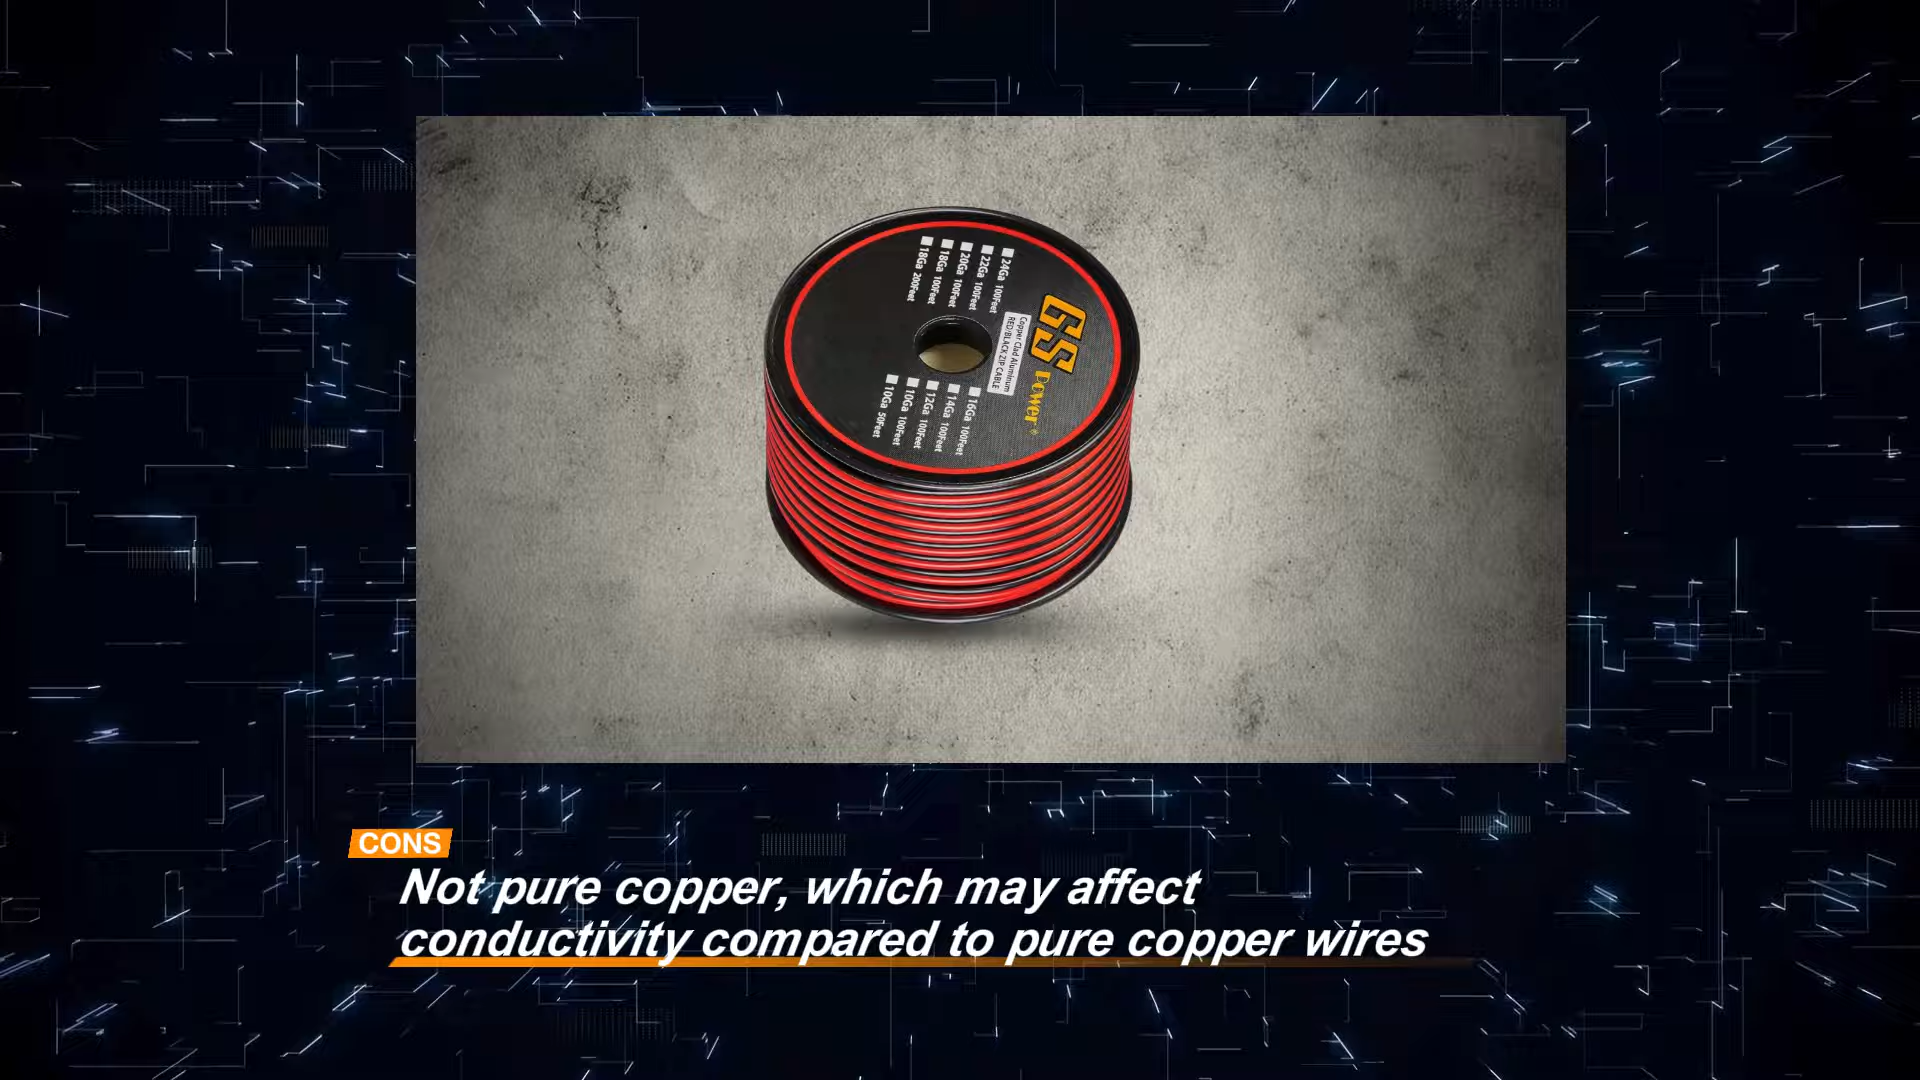 24Ga 100Feet
22Ga 100Feet
20Ga 100Feet
18Ga 100Feet
18Ga 200Feet
GS Power®
Copper Clad Aluminum
RED/BLACK ZIP CABLE
16Ga 100Feet
14Ga 100Feet
12Ga 100Feet
10Ga 100Feet
10Ga 50Feet
CONS
Not pure copper, which may affect
conductivity compared to pure copper wires